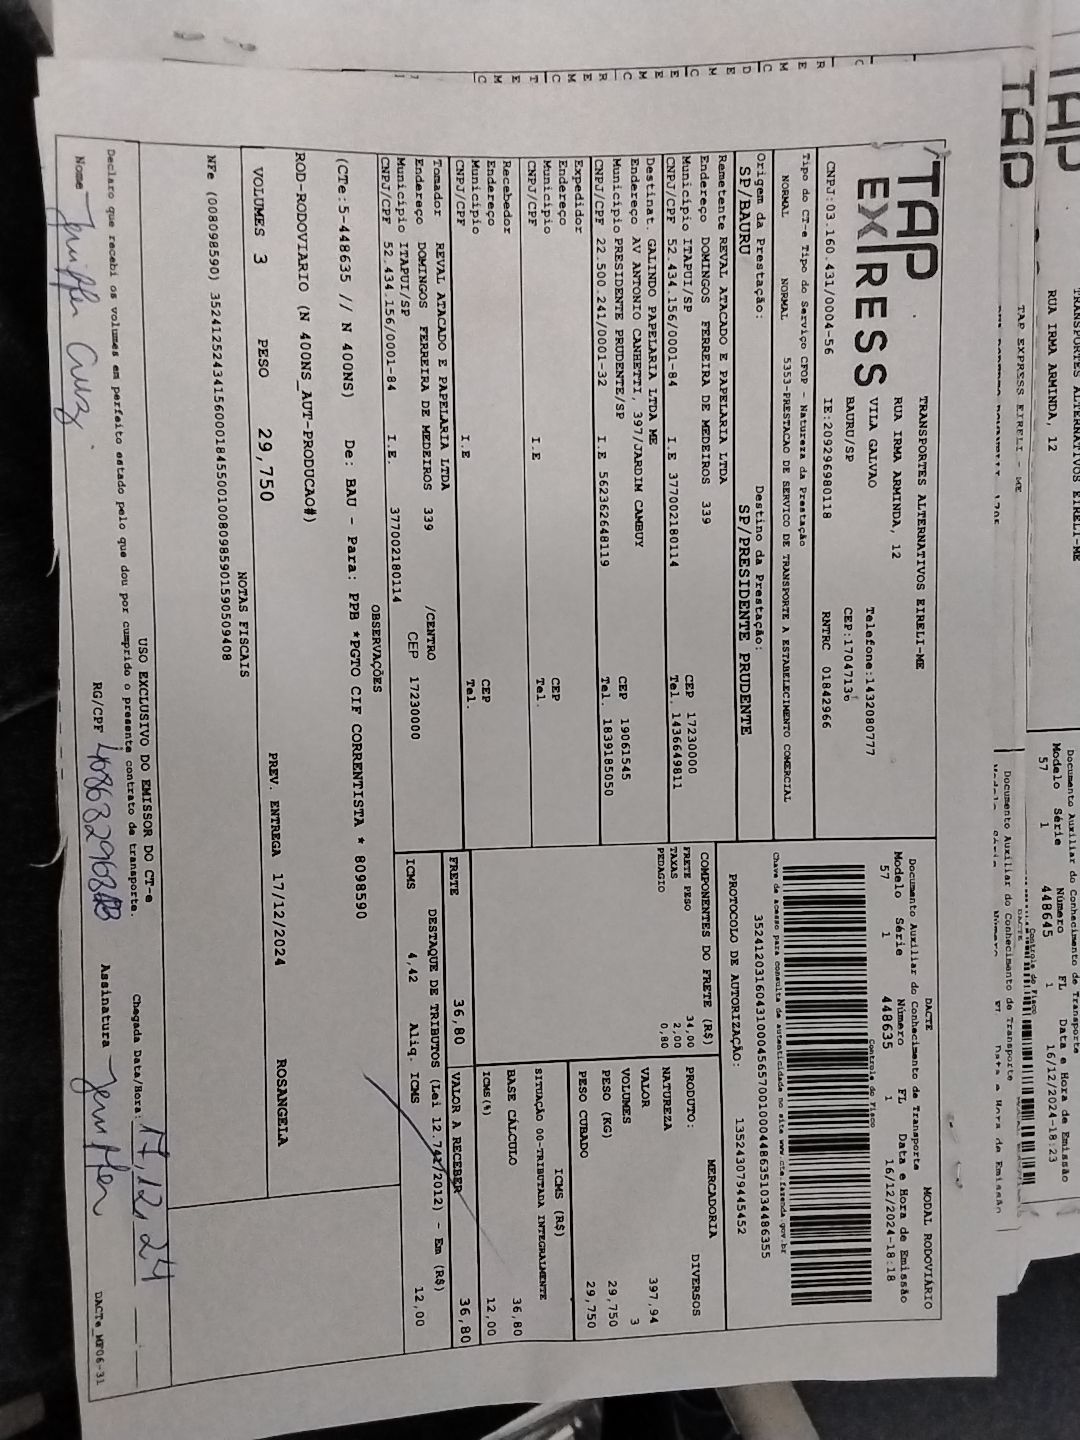 TAP
EXPRESS
TRANSPORTES ALTERNATIVOS EIRELI-ME
RUA IRMA ARMINDA, 12
VILA GALVAO
BAURU/SP
Telefone:1432080777
CEP:17047136
CNPJ:03.160.431/0004-56 IE:209296980118 RNTRC 01842966
DACTE MODAL RODOVIÁRIO
Documento Auxiliar do Conhecimento de Transporte
Modelo Série Número FL Data e Hora de Emissão
57 1 448635 1 16/12/2024-18:18
Controle do Fisco
Chave de acesso para consulta de autenticidade no site www.cte.fazenda.gov.br
35241203160431000456570010004486351034486355
PROTOCOLO DE AUTORIZAÇÃO: 135243079445452
Tipo do CT-e Tipo do Serviço CFOP - Natureza da Prestação
NORMAL NORMAL 5353-PRESTACAO DE SERVICO DE TRANSPORTE A ESTABELECIMENTO COMERCIAL
Origem da Prestação: Destino da Prestação:
SP/BAURU SP/PRESIDENTE PRUDENTE
Remetente REVAL ATACADO E PAPELARIA LTDA
Endereço DOMINGOS FERREIRA DE MEDEIROS 339
Município ITAPUI/SP CEP 17230000
CNPJ/CPF 52.434.156/0001-84 I.E. 377002180114 Tel. 1436649811
Destinat. GALINDO PAPELARIA LTDA ME
Endereço AV ANTONIO CANHETTI, 397/JARDIM CAMBUY
Município PRESIDENTE PRUDENTE/SP CEP 19061545
CNPJ/CPF 22.500.241/0001-32 I.E 562362648119 Tel. 1839185050
Expedidor
Endereço
Município CEP
CNPJ/CPF I.E Tel.
Recebedor
Endereço
Município CEP
CNPJ/CPF I.E Tel.
Tomador REVAL ATACADO E PAPELARIA LTDA
Endereço DOMINGOS FERREIRA DE MEDEIROS 339 /CENTRO
Município ITAPUI/SP CEP 17230000
CNPJ/CPF 52.434.156/0001-84 I.E. 377002180114
COMPONENTES DO FRETE (R$)
FRETE PESO 34,00
TAXAS 2,00
PEDAGIO 0,80
MERCADORIA
PRODUTO: DIVERSOS
NATUREZA
VALOR 397,94
VOLUMES 3
PESO (KG) 29,750
PESO CUBADO 29,750
ICMS (R$)
SITUAÇÃO 00-TRIBUTADA INTEGRALMENTE
BASE CÁLCULO 36,80
ICMS(%) 12,00
FRETE 36,80 VALOR A RECEBER 36,80
DESTAQUE DE TRIBUTOS (Lei 12.741/2012) - Em (R$)
ICMS 4,42 Aliq. ICMS 12,00
OBSERVAÇÕES
(CTe:5-448635 // N 400NS) De: BAU - Para: PPB *PGTO CIF CORRENTISTA * 8098590
ROD-RODOVIARIO (N 400NS_AUT-PRODUCAO#)
VOLUMES 3 PESO 29,750 PREV. ENTREGA 17/12/2024 ROSANGELA
NOTAS FISCAIS
NFe (008098590) 35241252434156000184550010080985901590509408
USO EXCLUSIVO DO EMISSOR DO CT-e
Declaro que recebi os volumes em perfeito estado pelo que dou por cumprido o presente contrato de transporte.
Chegada Data/Hora: 17,12,24
Nome Jeniffer Cruz RG/CPF Assinatura Jeniffer
DACTe_MF06-31
TAP
TAP EXPRESS EIRELI - ME
Documento Auxiliar do Conhecimento de Transporte
TAP
TRANSPORTES ALTERNATIVOS EIRELI-ME
RUA IRMA ARMINDA, 12
Documento Auxiliar do Conhecimento de Transporte
Modelo Série Número FL Data e Hora de Emissão
57 1 448645 1 16/12/2024-18:23
Controle do Fisco